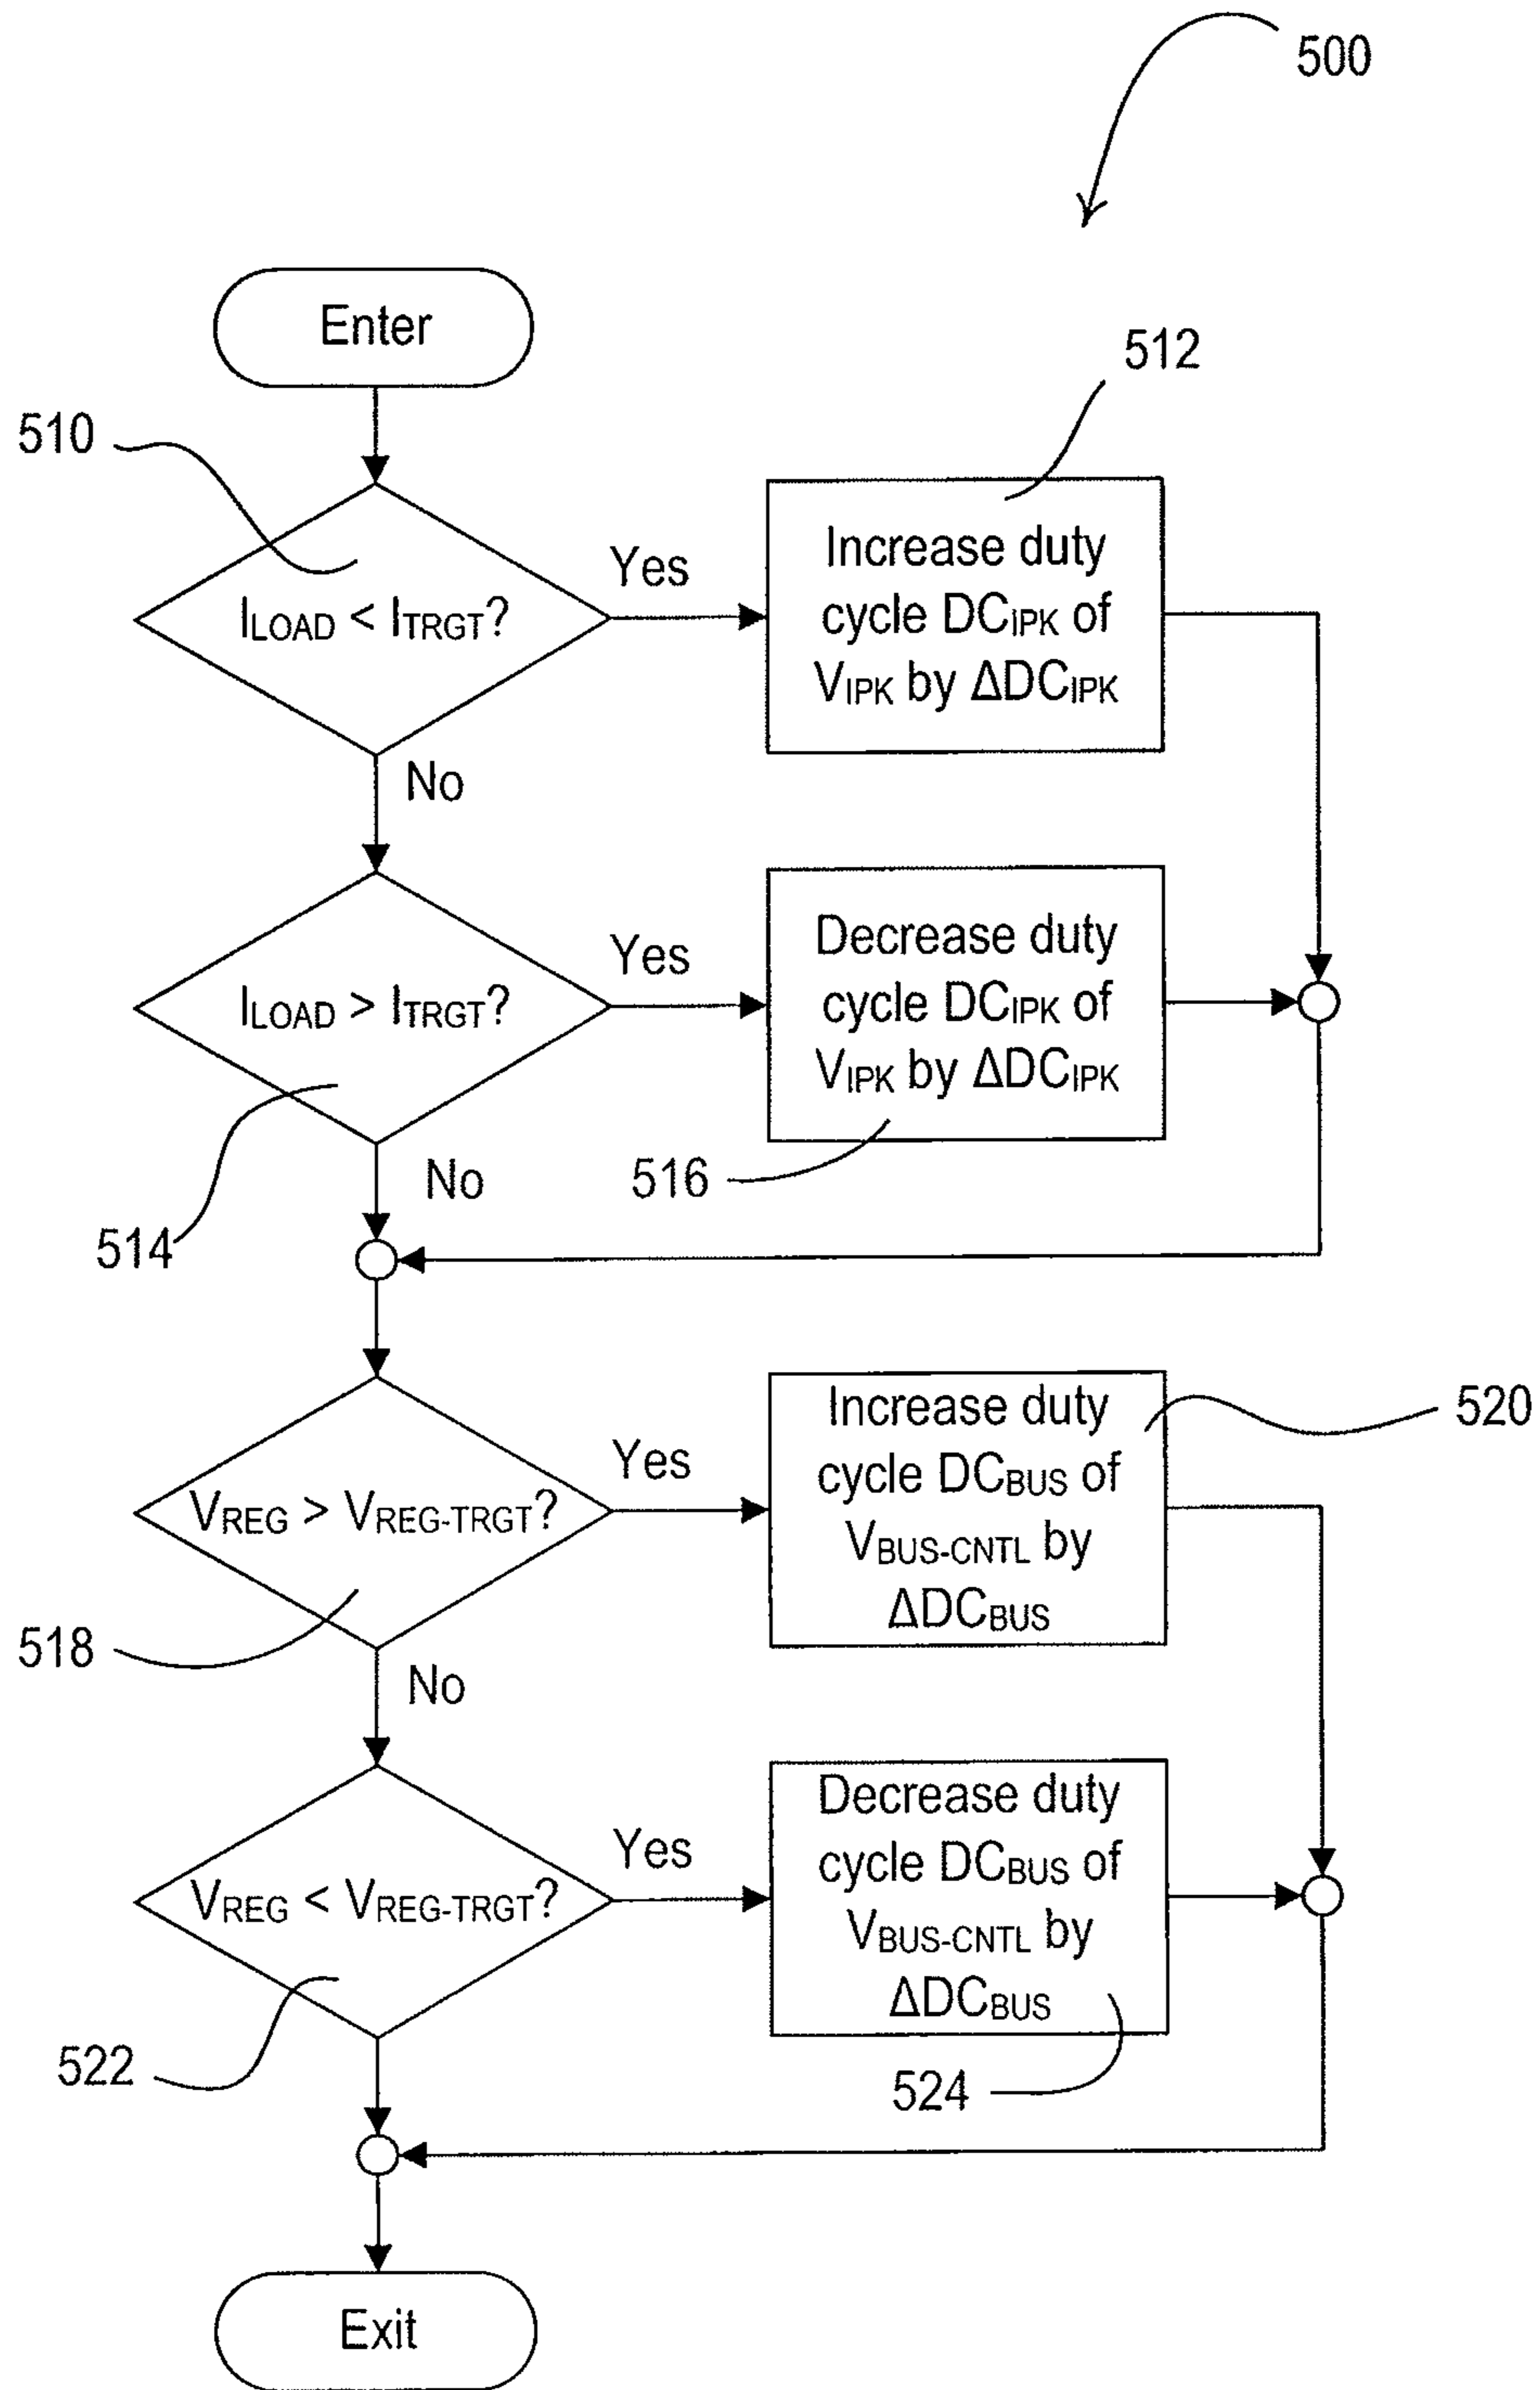 500
Enter
512
510
Increase duty
cycle DCIPK of
VIPK by ΔDCIPK
Yes
ILOAD < ITRGT?
No
Decrease duty
cycle DCIPK of
VIPK by ΔDCIPK
Yes
ILOAD > ITRGT?
516
No
514
Increase duty
cycle DCBUS of
VBUS-CNTL by
ΔDCBUS
520
Yes
VREG > VREG-TRGT?
518
No
Decrease duty
cycle DCBUS of
VBUS-CNTL by
ΔDCBUS
Yes
VREG < VREG-TRGT?
522
524
Exit